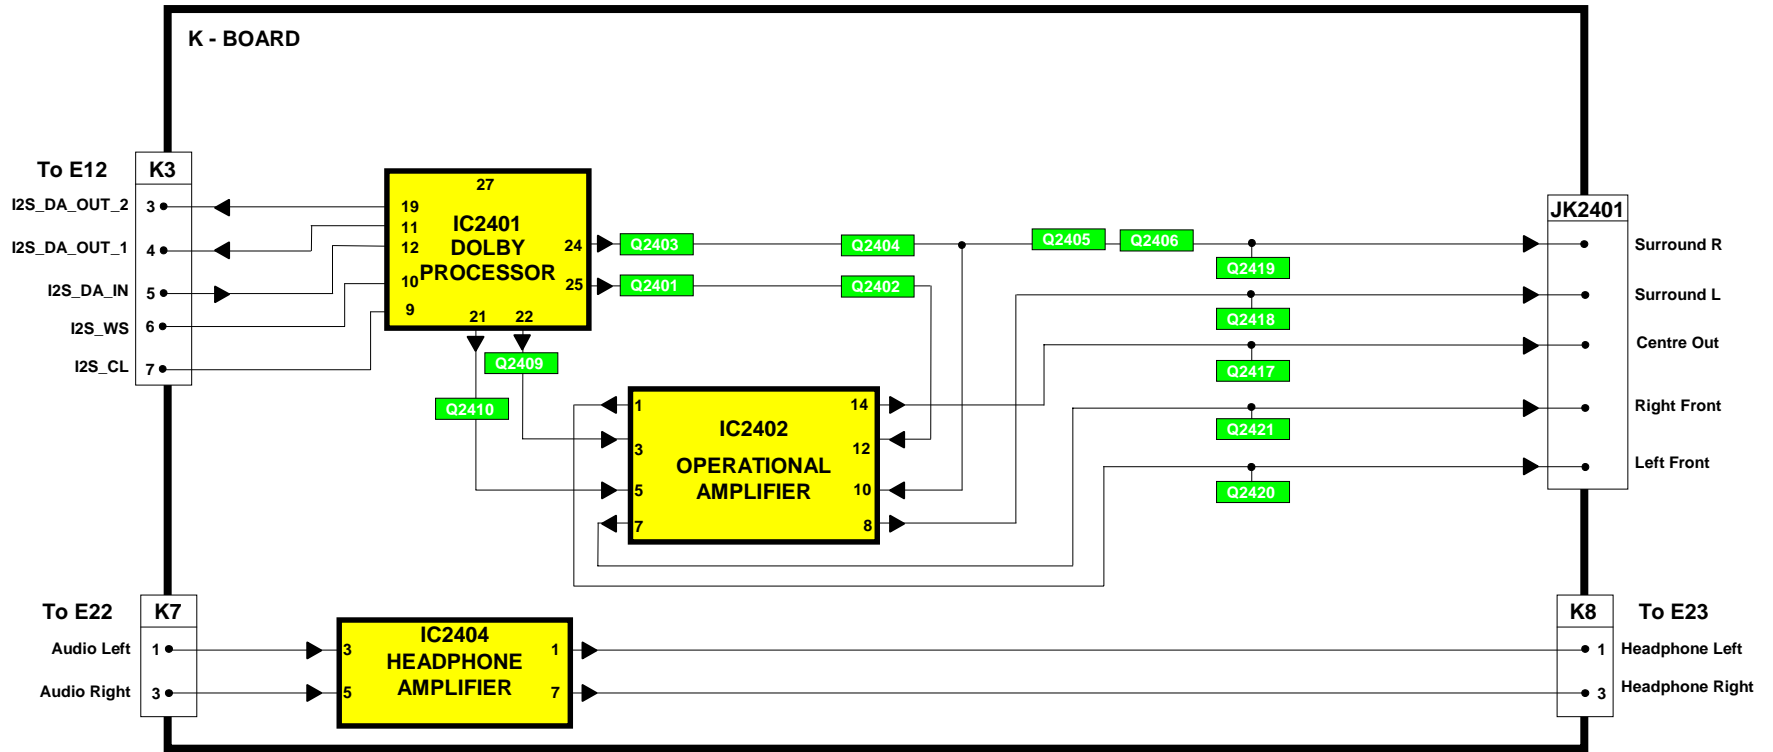 K - BOARD
To E12
K3
I2S_DA_OUT_2
3
I2S_DA_OUT_1
4
I2S_DA_IN
5
I2S_WS
6
I2S_CL
7
27
19
11
12
10
9
IC2401
DOLBY
PROCESSOR
24
25
21
22
Q2403
Q2404
Q2405
Q2406
Q2401
Q2402
Q2409
Q2410
Q2419
Q2418
Q2417
Q2421
Q2420
1
3
5
7
IC2402
OPERATIONAL
AMPLIFIER
14
12
10
8
JK2401
Surround R
Surround L
Centre Out
Right Front
Left Front
To E22
K7
Audio Left
1
Audio Right
3
IC2404
HEADPHONE
AMPLIFIER
3
5
1
7
K8
To E23
1
Headphone Left
3
Headphone Right